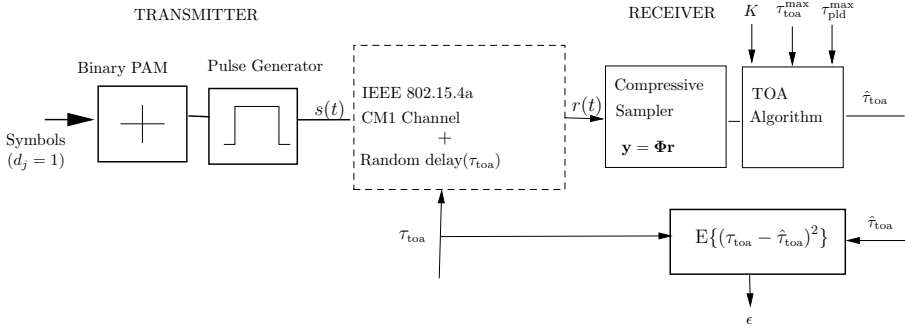 TRANSMITTER
RECEIVER
K
τ_toa^max
τ_pld^max
Binary PAM
Pulse Generator
Symbols
(d_j = 1)
s(t)
IEEE 802.15.4a
CM1 Channel
+
Random delay(τ_toa)
r(t)
Compressive
Sampler
y = Φr
TOA
Algorithm
τ̂_toa
τ_toa
E{(τ_toa − τ̂_toa)²}
τ̂_toa
ϵ